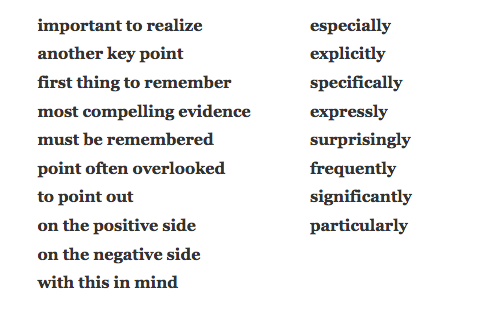 important to realize
another key point
first thing to remember
most compelling evidence
must be remembered
point often overlooked
to point out
on the positive side
on the negative side
with this in mind
especially
explicitly
specifically
expressly
surprisingly
frequently
significantly
particularly